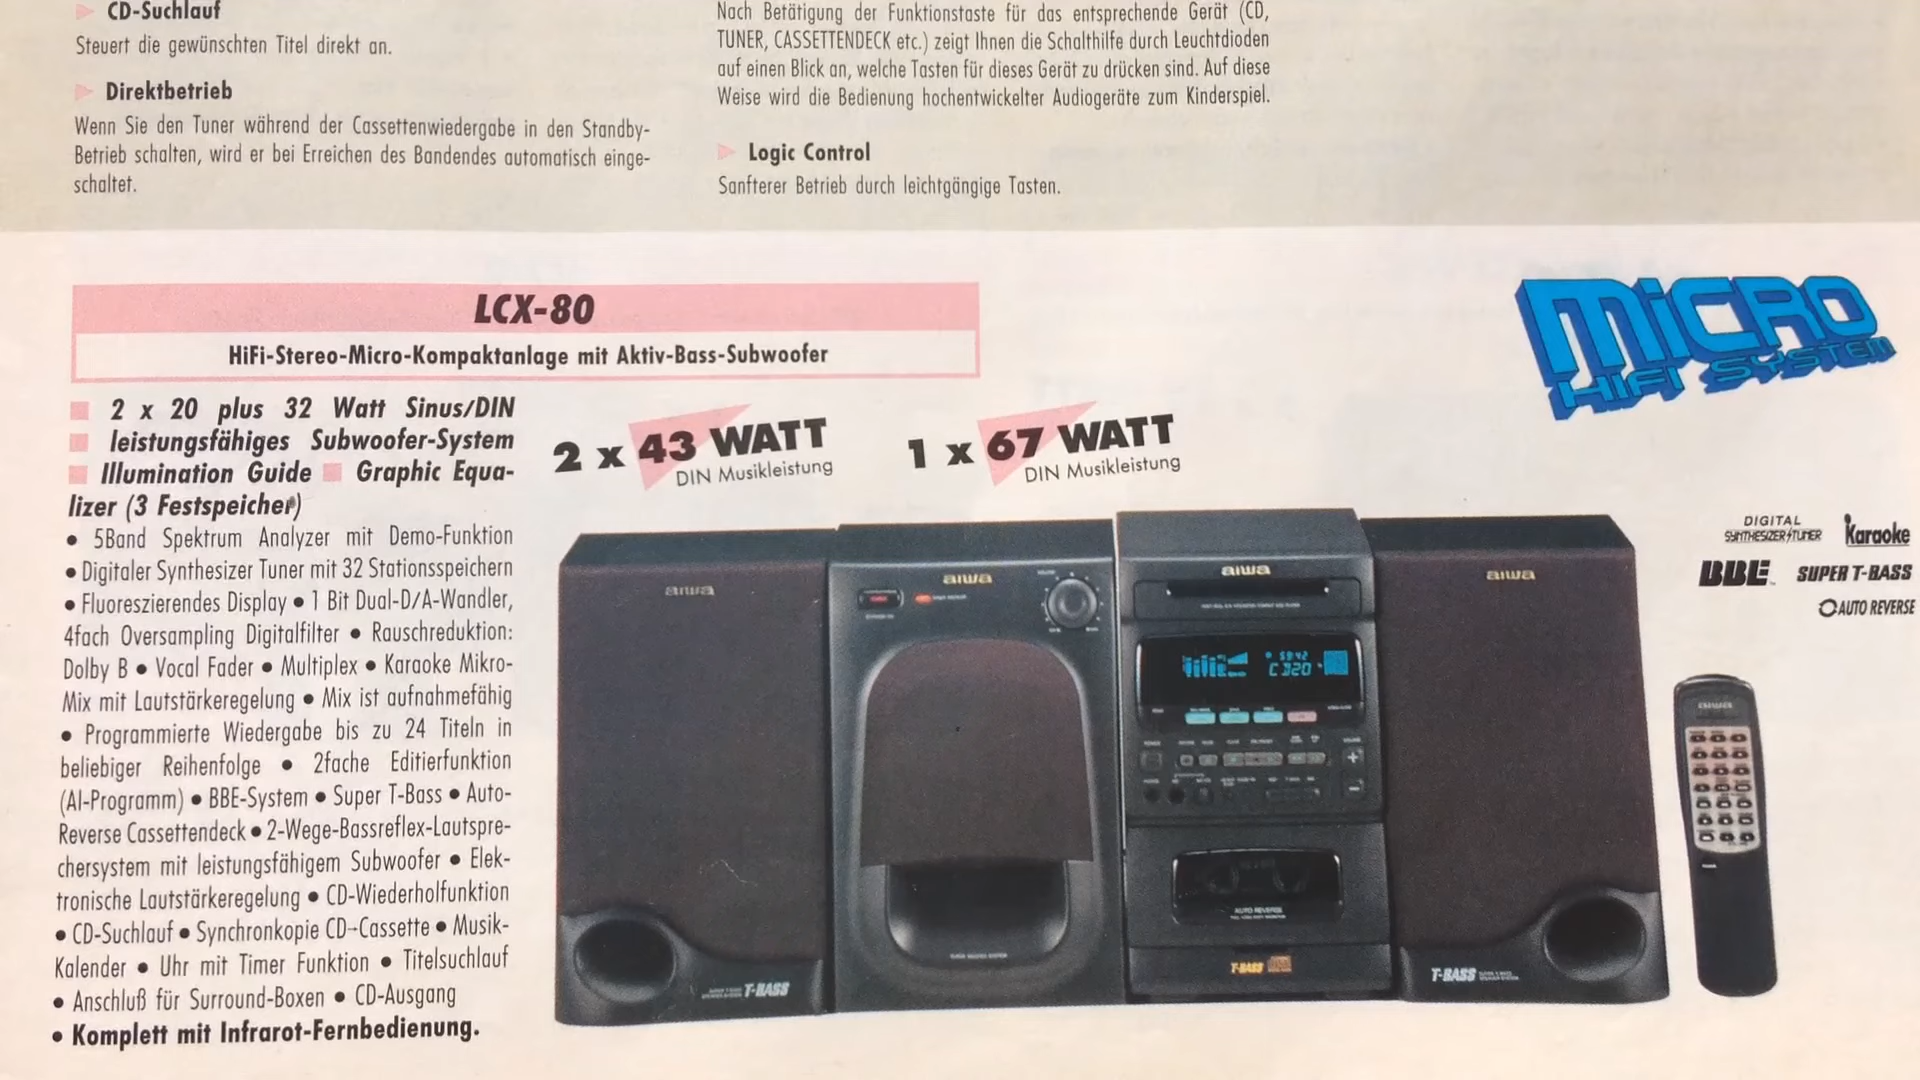 CD-Suchlauf
Steuert die gewünschten Titel direkt an.
Direktbetrieb
Wenn Sie den Tuner während der Cassettenwiedergabe in den Standby-
Betrieb schalten, wird er bei Erreichen des Bandendes automatisch einge-
schaltet.
Nach Betätigung der Funktionstaste für das entsprechende Gerät (CD,
TUNER, CASSETTENDECK etc.) zeigt Ihnen die Schalthilfe durch Leuchtdioden
auf einen Blick an, welche Tasten für dieses Gerät zu drücken sind. Auf diese
Weise wird die Bedienung hochentwickelter Audiogeräte zum Kinderspiel.
Logic Control
Sanfterer Betrieb durch leichtgängige Tasten.
LCX-80
HiFi-Stereo-Micro-Kompaktanlage mit Aktiv-Bass-Subwoofer
MICRO
HIFI SYSTEM
2 x 20 plus 32 Watt Sinus/DIN
leistungsfähiges Subwoofer-System
Illumination Guide Graphic Equa-
lizer (3 Festspeicher)
• 5Band Spektrum Analyzer mit Demo-Funktion
• Digitaler Synthesizer Tuner mit 32 Stationsspeichern
• Fluoreszierendes Display • 1 Bit Dual-D/A-Wandler,
4fach Oversampling Digitalfilter • Rauschreduktion:
Dolby B • Vocal Fader • Multiplex • Karaoke Mikro-
Mix mit Lautstärkeregelung • Mix ist aufnahmefähig
• Programmierte Wiedergabe bis zu 24 Titeln in
beliebiger Reihenfolge • 2fache Editierfunktion
(AI-Programm) • BBE-System • Super T-Bass • Auto-
Reverse Cassettendeck • 2-Wege-Bassreflex-Lautspre-
chersystem mit leistungsfähigem Subwoofer • Elek-
tronische Lautstärkeregelung • CD-Wiederholfunktion
• CD-Suchlauf • Synchronkopie CD-Cassette • Musik-
Kalender • Uhr mit Timer Funktion • Titelsuchlauf
• Anschluß für Surround-Boxen • CD-Ausgang
• Komplett mit Infrarot-Fernbedienung.
2 x 43 WATT
DIN Musikleistung
1 x 67 WATT
DIN Musikleistung
DIGITAL
SYNTHESIZER TUNER
Karaoke
BBE
SUPER T-BASS
AUTO REVERSE
aiwa
aiwa
aiwa
aiwa
aiwa
AUTO REVERSE
T-BASS
T-BASS
T-BASS